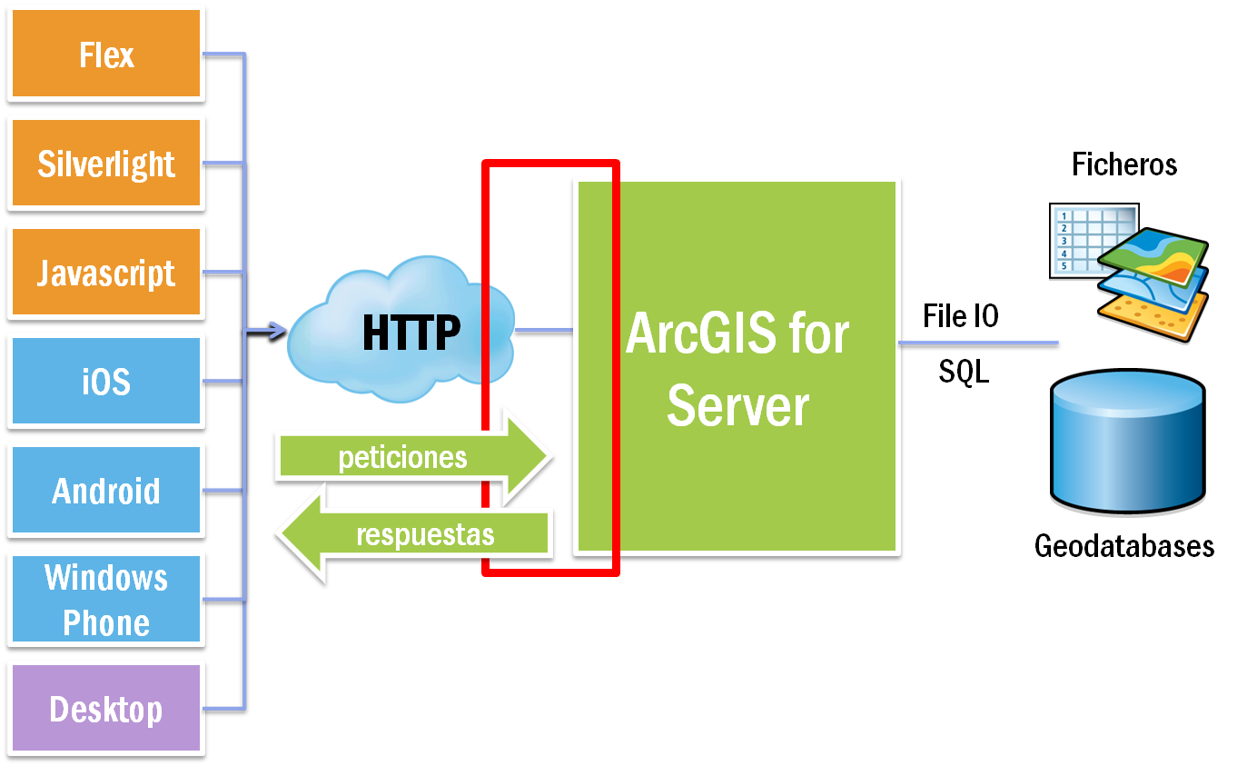 Flex
Silverlight
Javascript
iOS
Android
Windows
Phone
Desktop
HTTP
peticiones
respuestas
ArcGIS for
Server
File IO
SQL
Ficheros
1
2
3
4
5
Geodatabases